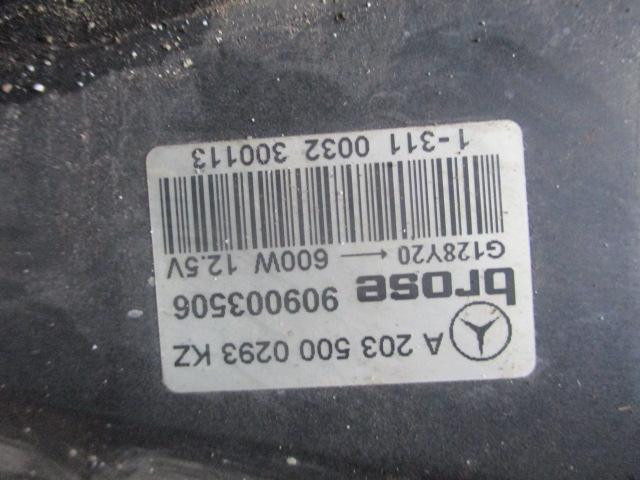 A 203 500 0293 KZ
brose 909003506
G128Y20 ← 600W 12.5V
1-311 0032 300113